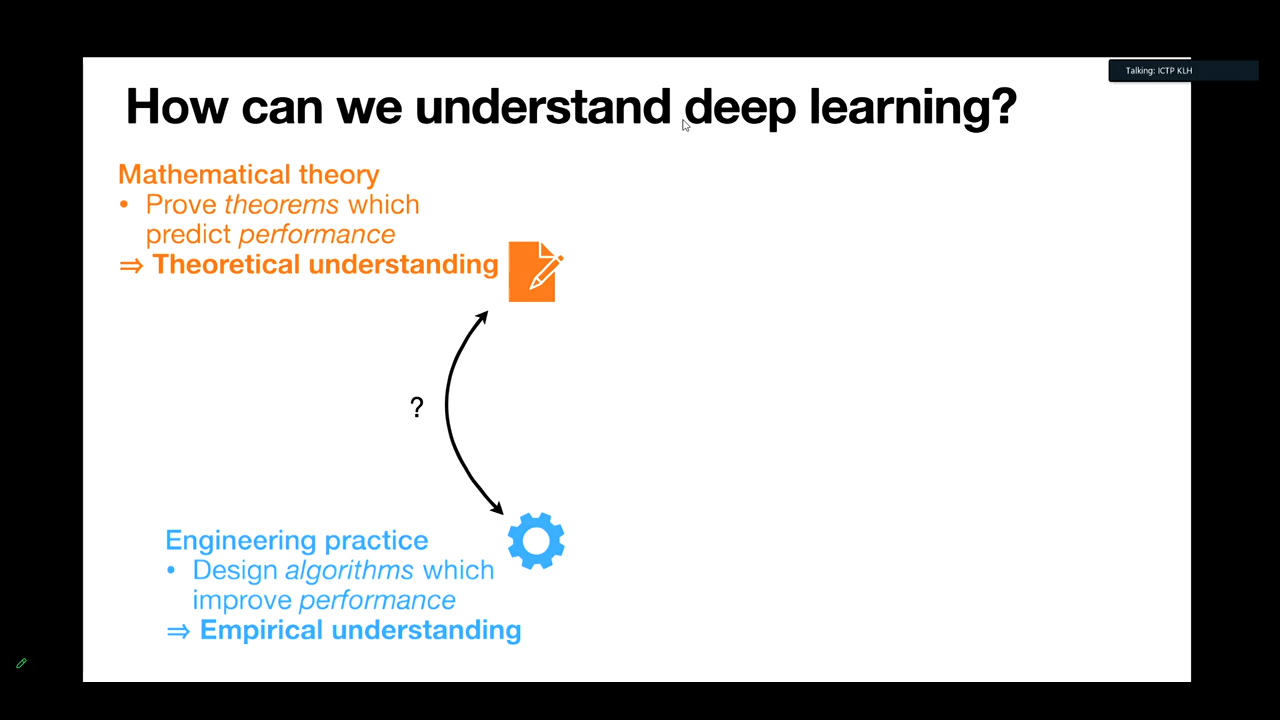 Talking: ICTP KLH
How can we understand deep learning?
Mathematical theory
• Prove theorems which
predict performance
⇒ Theoretical understanding
?
Engineering practice
• Design algorithms which
improve performance
⇒ Empirical understanding